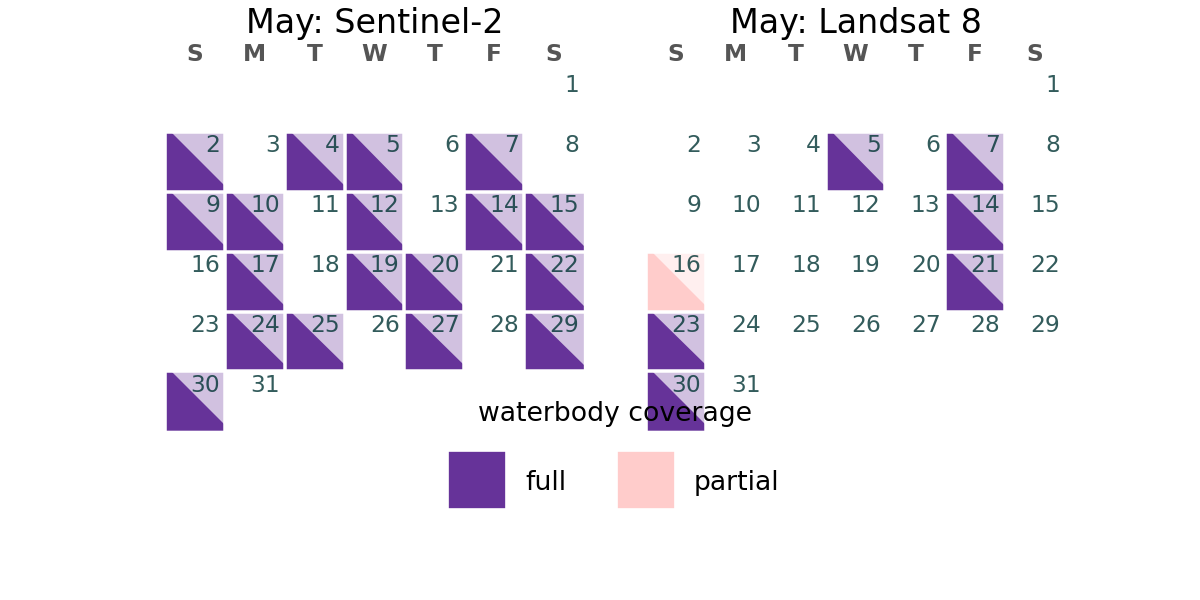 May: Sentinel-2
S M T W T F S
1
2 3 4 5 6 7 8
9 10 11 12 13 14 15
16 17 18 19 20 21 22
23 24 25 26 27 28 29
30 31
May: Landsat 8
S M T W T F S
1
2 3 4 5 6 7 8
9 10 11 12 13 14 15
16 17 18 19 20 21 22
23 24 25 26 27 28 29
30 31
waterbody coverage
full partial